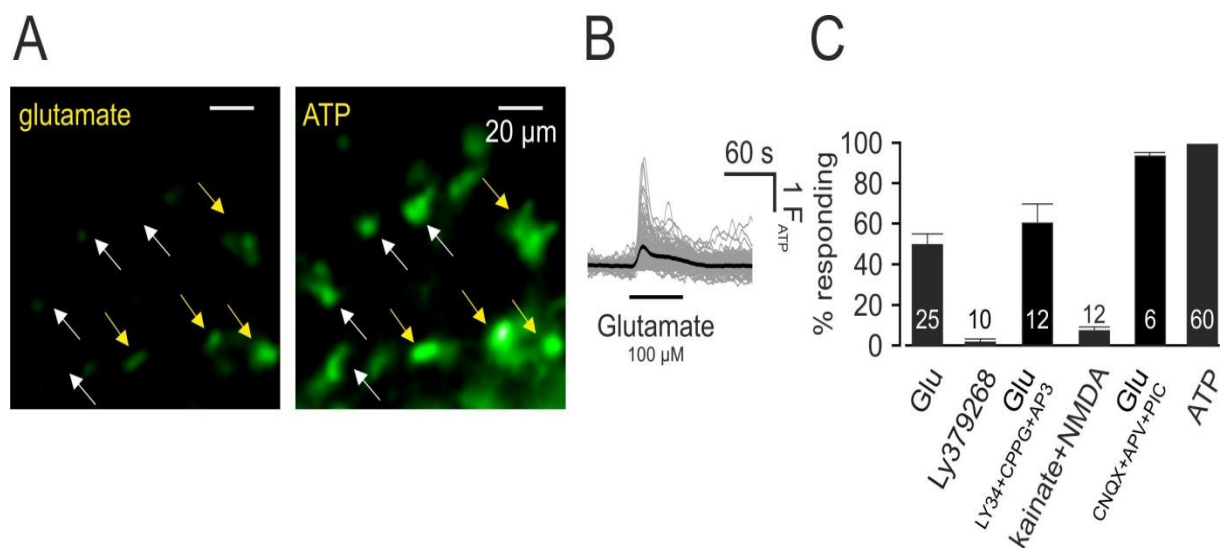 A
glutamate
ATP
20 µm
B
60 s
1 F ATP
Glutamate
100 µM
C
% responding
100
80
60
40
20
0
25
10
12
12
6
60
Glu
Ly379268
Glu
LY34+CPPG+AP3
kainate+NMDA
Glu
CNQX+APV+PIC
ATP